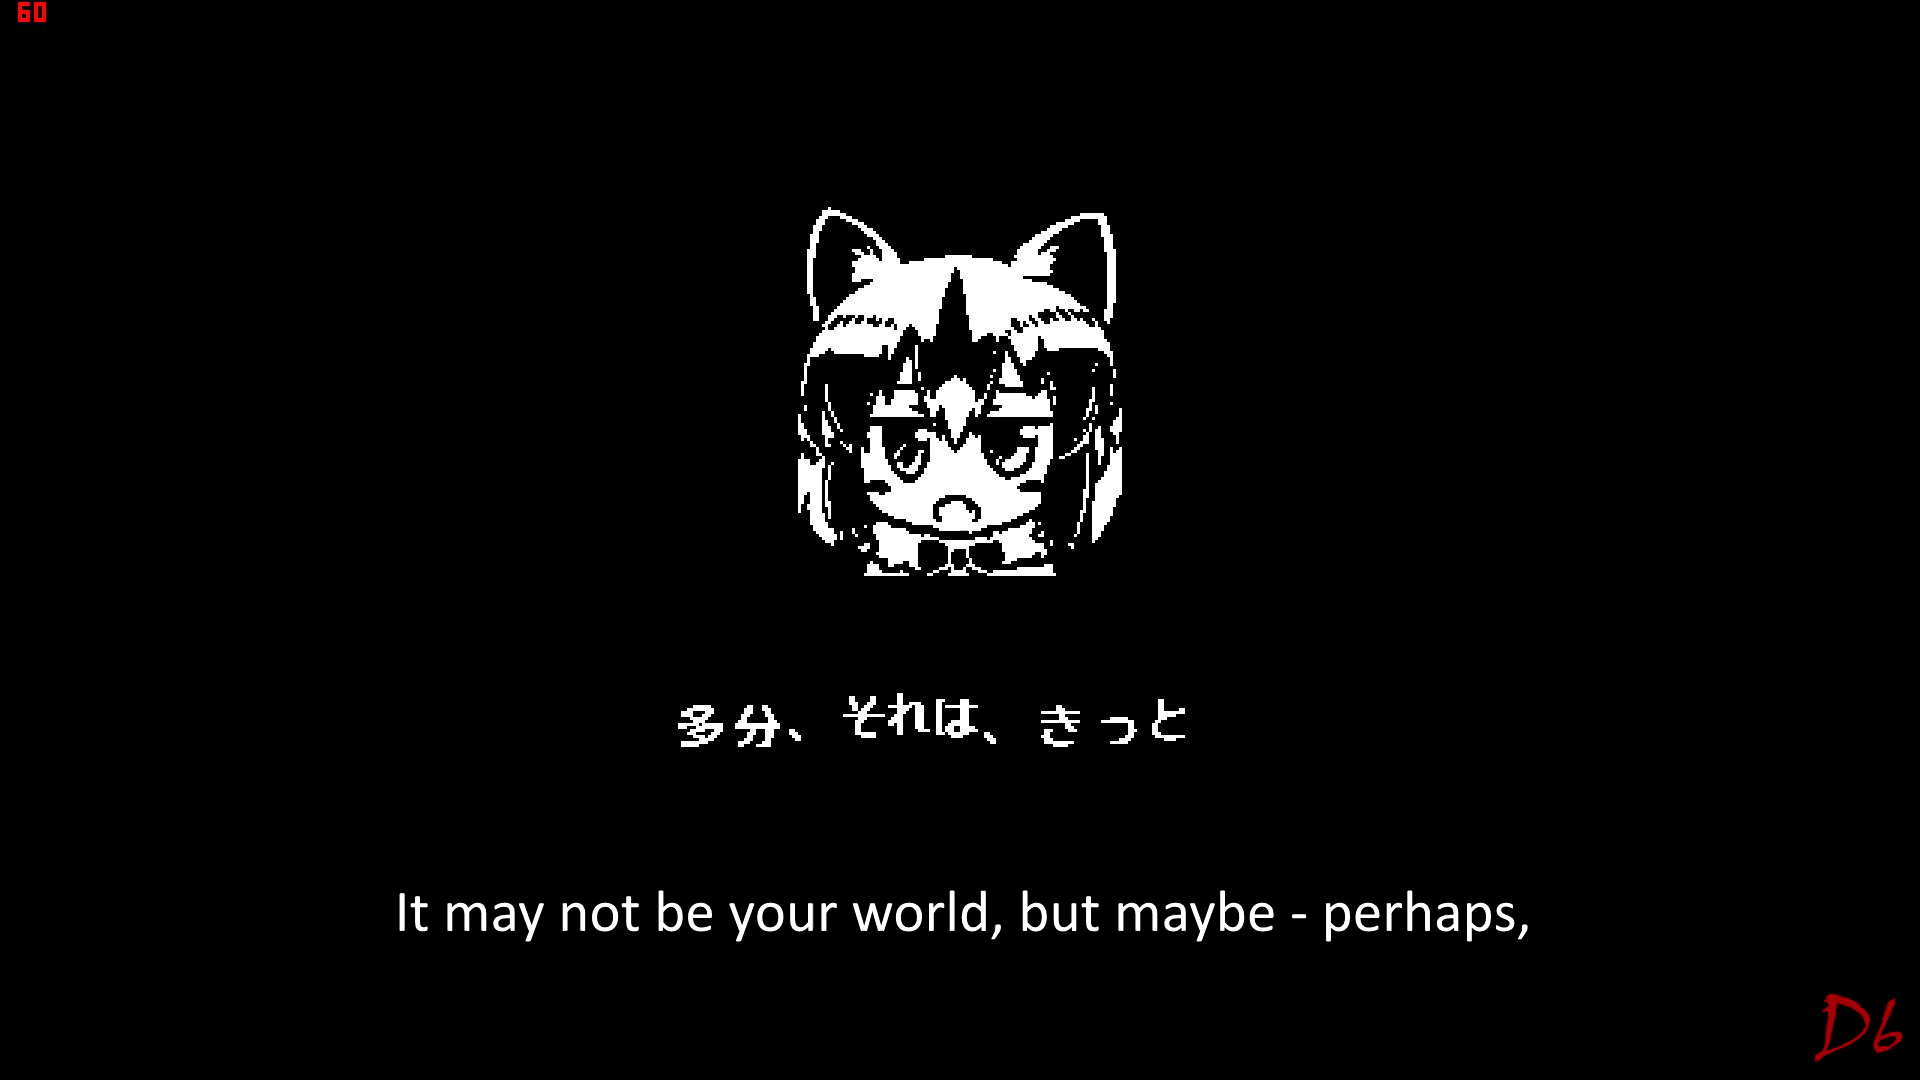 60
多分、それは、きっと
It may not be your world, but maybe - perhaps,
D6